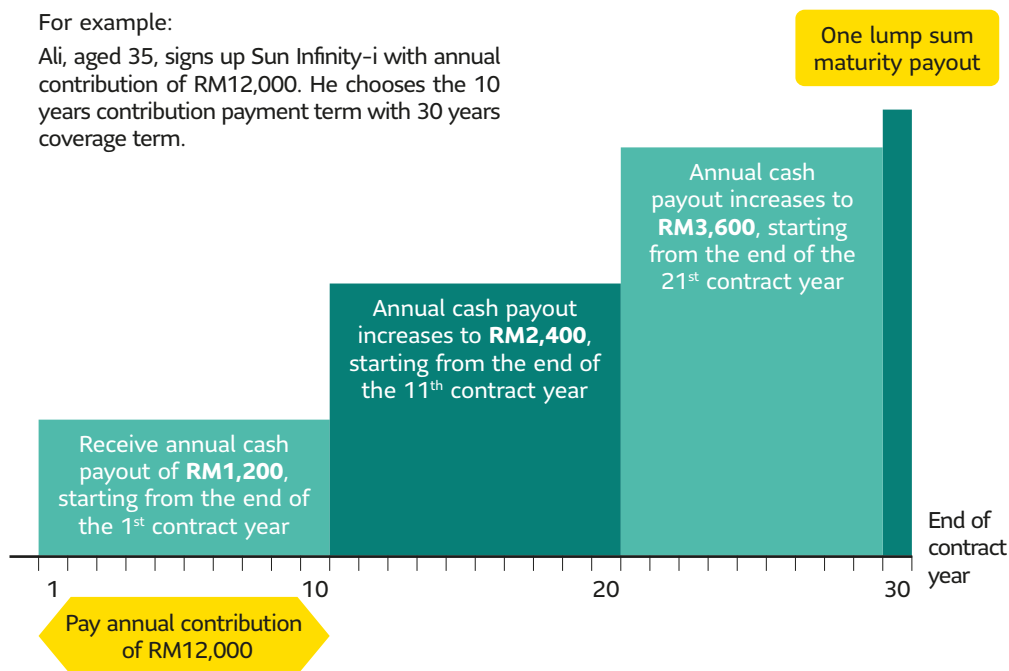 For example:
Ali, aged 35, signs up Sun Infinity-i with annual
contribution of RM12,000. He chooses the 10
years contribution payment term with 30 years
coverage term.
One lump sum
maturity payout
Annual cash
payout increases to
RM3,600, starting
from the end of the
21st contract year
Annual cash payout
increases to RM2,400,
starting from the end of
the 11th contract year
Receive annual cash
payout of RM1,200,
starting from the end of
the 1st contract year
End of
contract
year
1 10 20 30
Pay annual contribution
of RM12,000